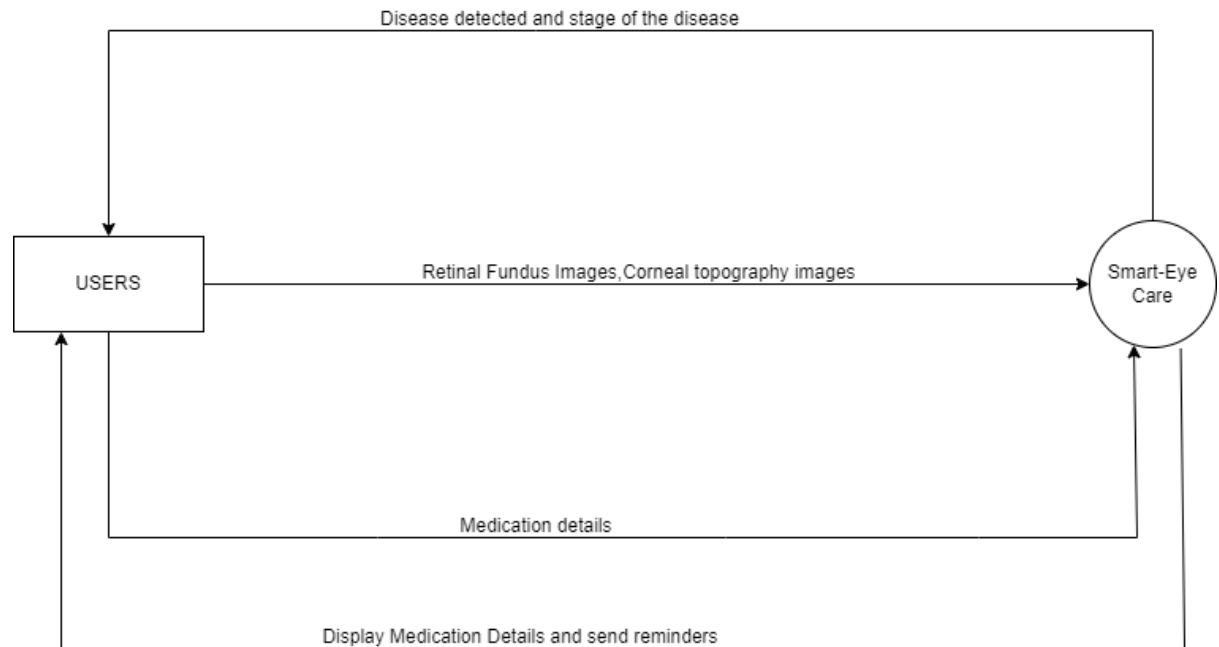 Disease detected and stage of the disease
USERS
Retinal Fundus Images,Corneal topography images
Smart-Eye
Care
Medication details
Display Medication Details and send reminders